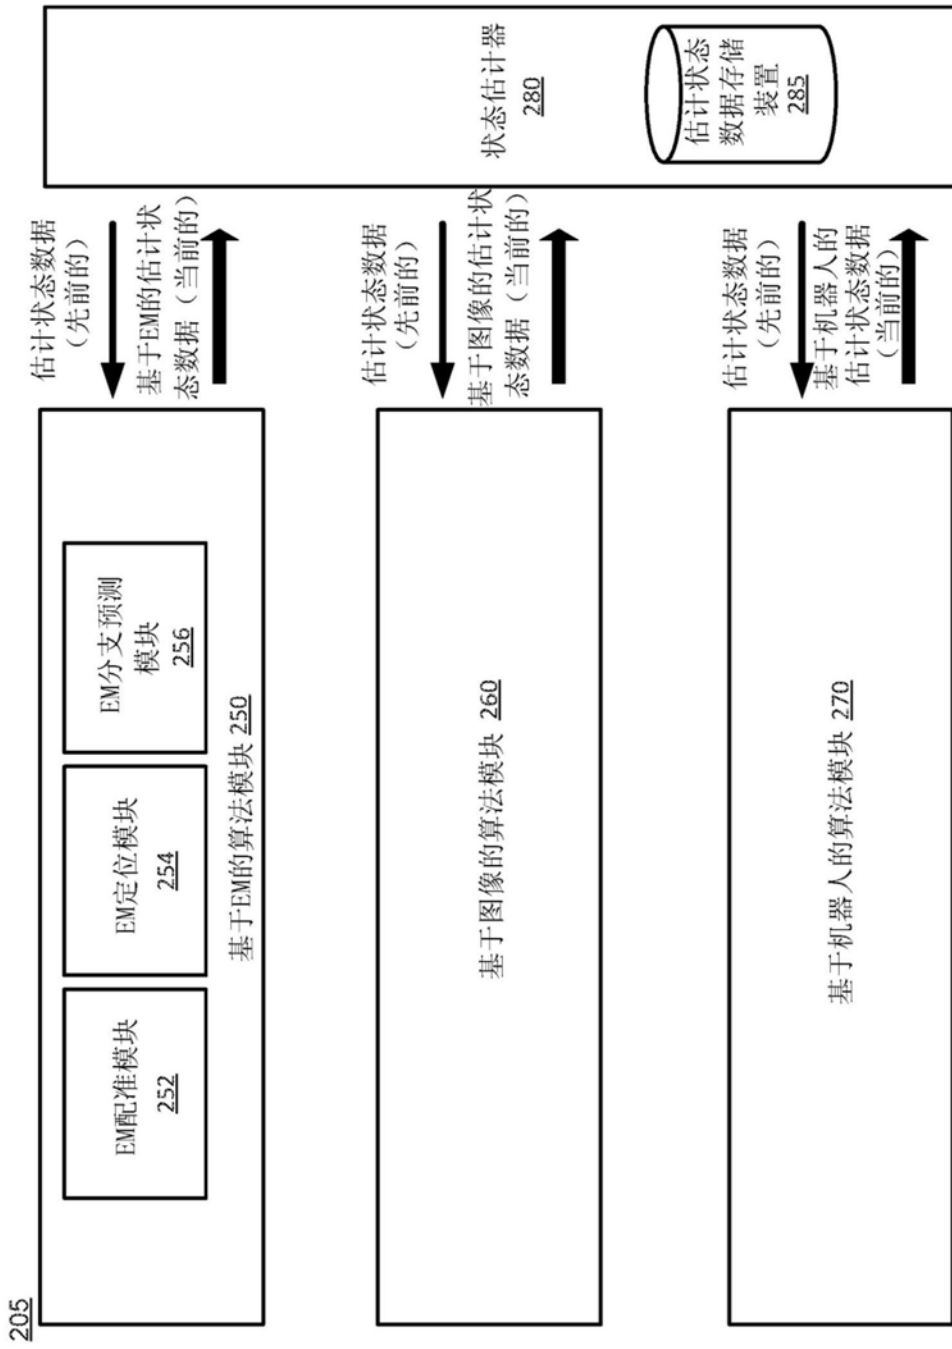 205
EM配准模块
252
EM定位模块
254
EM分支预测
模块
256
基于EM的算法模块 250
估计状态数据
（先前的）
基于EM的估计状
态数据（当前的）
基于图像的算法模块 260
估计状态数据
（先前的）
基于图像的估计状
态数据（当前的）
基于机器人的算法模块 270
估计状态数据
（先前的）
基于机器人的
估计状态数据
（当前的）
状态估计器
280
估计状态
数据存储
装置
285